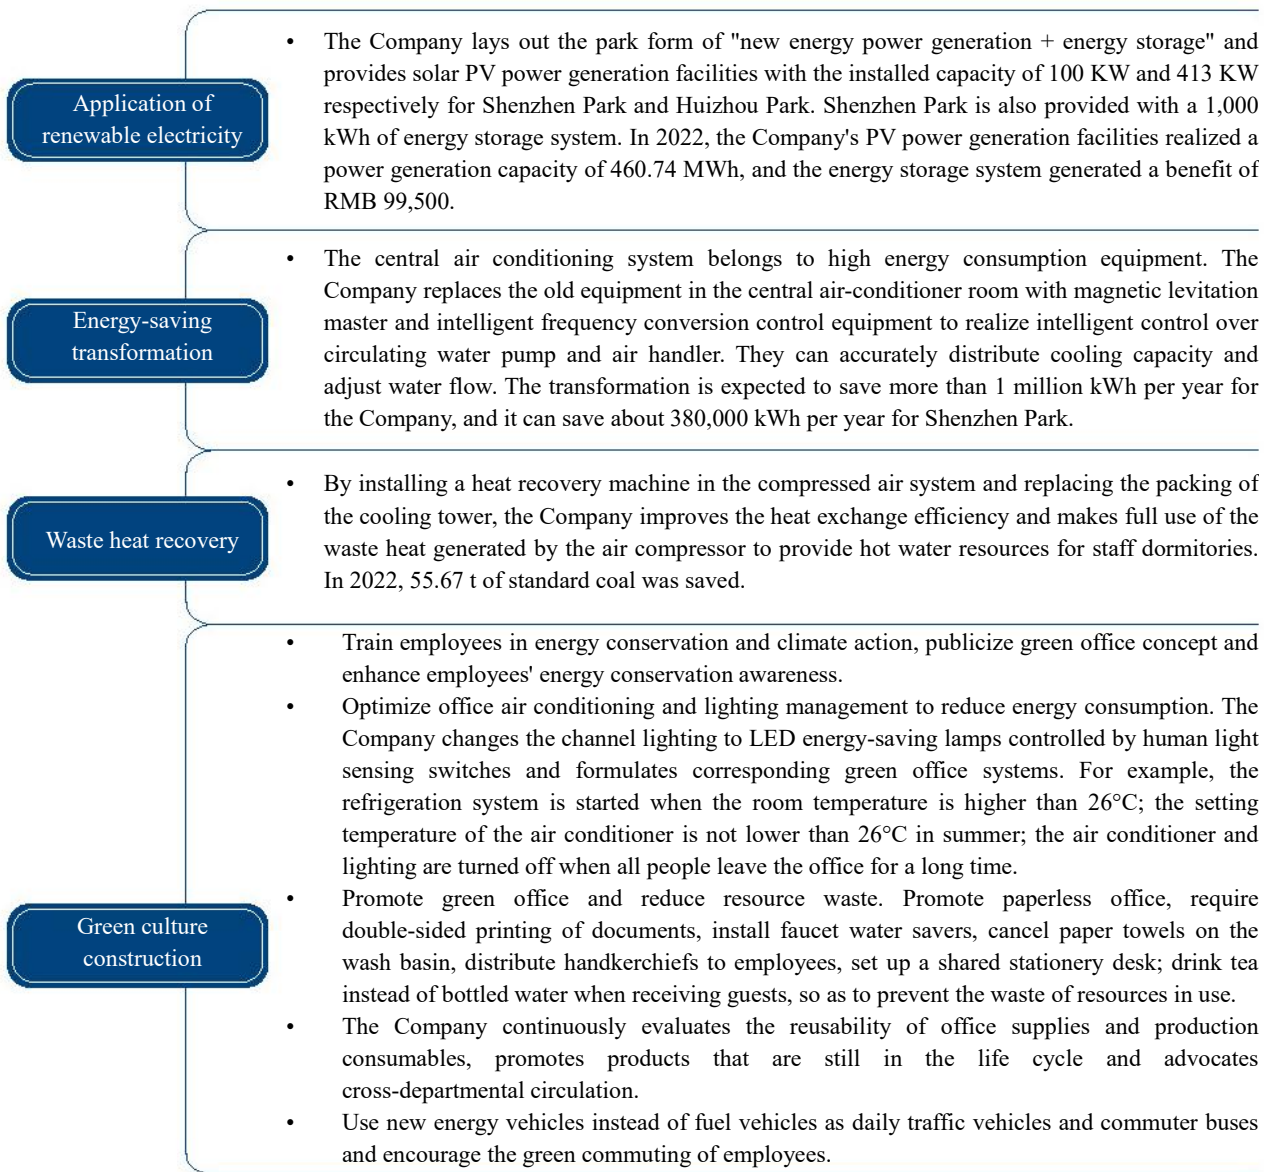 Application of
renewable electricity
• The Company lays out the park form of "new energy power generation + energy storage" and
provides solar PV power generation facilities with the installed capacity of 100 KW and 413 KW
respectively for Shenzhen Park and Huizhou Park. Shenzhen Park is also provided with a 1,000
kWh of energy storage system. In 2022, the Company's PV power generation facilities realized a
power generation capacity of 460.74 MWh, and the energy storage system generated a benefit of
RMB 99,500.
Energy-saving
transformation
• The central air conditioning system belongs to high energy consumption equipment. The
Company replaces the old equipment in the central air-conditioner room with magnetic levitation
master and intelligent frequency conversion control equipment to realize intelligent control over
circulating water pump and air handler. They can accurately distribute cooling capacity and
adjust water flow. The transformation is expected to save more than 1 million kWh per year for
the Company, and it can save about 380,000 kWh per year for Shenzhen Park.
Waste heat recovery
• By installing a heat recovery machine in the compressed air system and replacing the packing of
the cooling tower, the Company improves the heat exchange efficiency and makes full use of the
waste heat generated by the air compressor to provide hot water resources for staff dormitories.
In 2022, 55.67 t of standard coal was saved.
Green culture
construction
• Train employees in energy conservation and climate action, publicize green office concept and
enhance employees' energy conservation awareness.
• Optimize office air conditioning and lighting management to reduce energy consumption. The
Company changes the channel lighting to LED energy-saving lamps controlled by human light
sensing switches and formulates corresponding green office systems. For example, the
refrigeration system is started when the room temperature is higher than 26°C; the setting
temperature of the air conditioner is not lower than 26°C in summer; the air conditioner and
lighting are turned off when all people leave the office for a long time.
• Promote green office and reduce resource waste. Promote paperless office, require
double-sided printing of documents, install faucet water savers, cancel paper towels on the
wash basin, distribute handkerchiefs to employees, set up a shared stationery desk; drink tea
instead of bottled water when receiving guests, so as to prevent the waste of resources in use.
• The Company continuously evaluates the reusability of office supplies and production
consumables, promotes products that are still in the life cycle and advocates
cross-departmental circulation.
• Use new energy vehicles instead of fuel vehicles as daily traffic vehicles and commuter buses
and encourage the green commuting of employees.